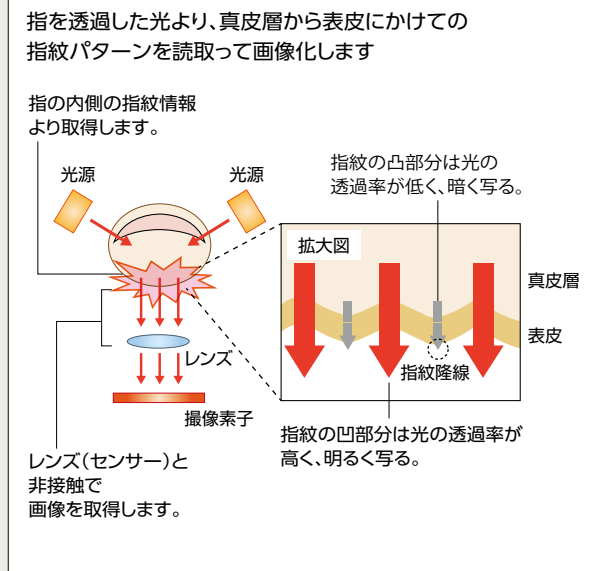 指を透過した光より、真皮層から表皮にかけての
指紋パターンを読取って画像化します
指の内側の指紋情報
より取得します。
光源
光源
指紋の凸部分は光の
透過率が低く、暗く写る。
拡大図
真皮層
表皮
指紋隆線
レンズ
撮像素子
指紋の凹部分は光の透過率が
高く、明るく写る。
レンズ(センサー)と
非接触で
画像を取得します。